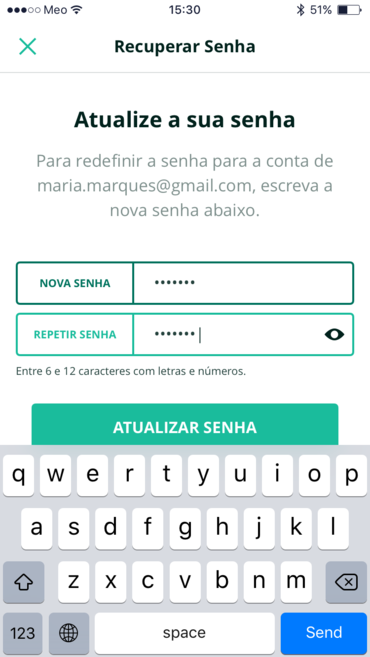 Meo 15:30 51%
Recuperar Senha
Atualize a sua senha
Para redefinir a senha para a conta de
maria.marques@gmail.com, escreva a
nova senha abaixo.
NOVA SENHA •••••••
REPETIR SENHA •••••••
Entre 6 e 12 caracteres com letras e números.
ATUALIZAR SENHA
q w e r t y u i o p
a s d f g h j k l
z x c v b n m
123 space Send